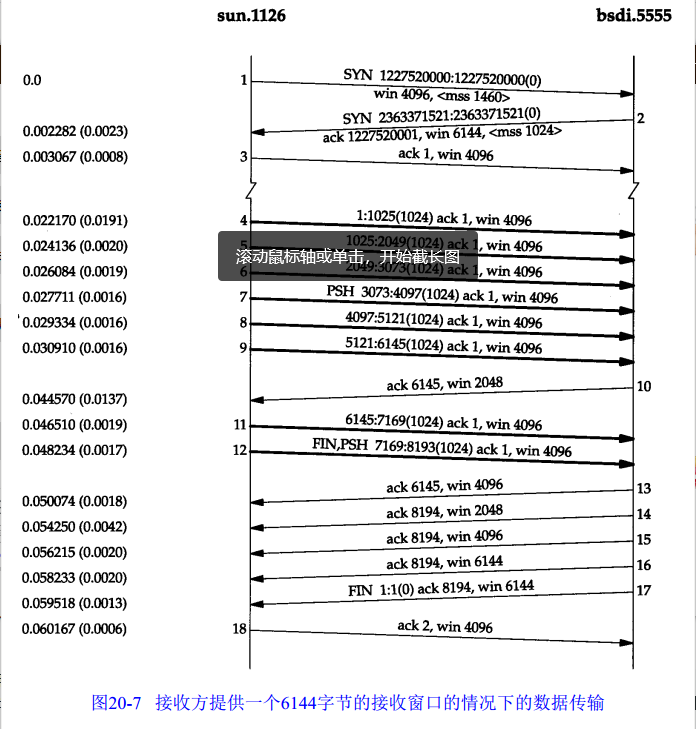 sun.1126 bsdi.5555
0.0 1 SYN 1227520000:1227520000(0)
win 4096, <mss 1460>
SYN 2363371521:2363371521(0) 2
0.002282 (0.0023) ack 1227520001, win 6144, <mss 1024>
0.003067 (0.0008) 3 ack 1, win 4096
0.022170 (0.0191) 4 1:1025(1024) ack 1, win 4096
0.024136 (0.0020) 5 1025:2049(1024) ack 1, win 4096
滚动鼠标轴或单击，开始截长图
0.026084 (0.0019) 6 2049:3073(1024) ack 1, win 4096
0.027711 (0.0016) 7 PSH 3073:4097(1024) ack 1, win 4096
0.029334 (0.0016) 8 4097:5121(1024) ack 1, win 4096
0.030910 (0.0016) 9 5121:6145(1024) ack 1, win 4096
0.044570 (0.0137) ack 6145, win 2048 10
0.046510 (0.0019) 11 6145:7169(1024) ack 1, win 4096
0.048234 (0.0017) 12 FIN,PSH 7169:8193(1024) ack 1, win 4096
0.050074 (0.0018) ack 6145, win 4096 13
0.054250 (0.0042) ack 8194, win 2048 14
0.056215 (0.0020) ack 8194, win 4096 15
0.058233 (0.0020) ack 8194, win 6144 16
0.059518 (0.0013) FIN 1:1(0) ack 8194, win 6144 17
0.060167 (0.0006) 18 ack 2, win 4096
图20-7 接收方提供一个6144字节的接收窗口的情况下的数据传输